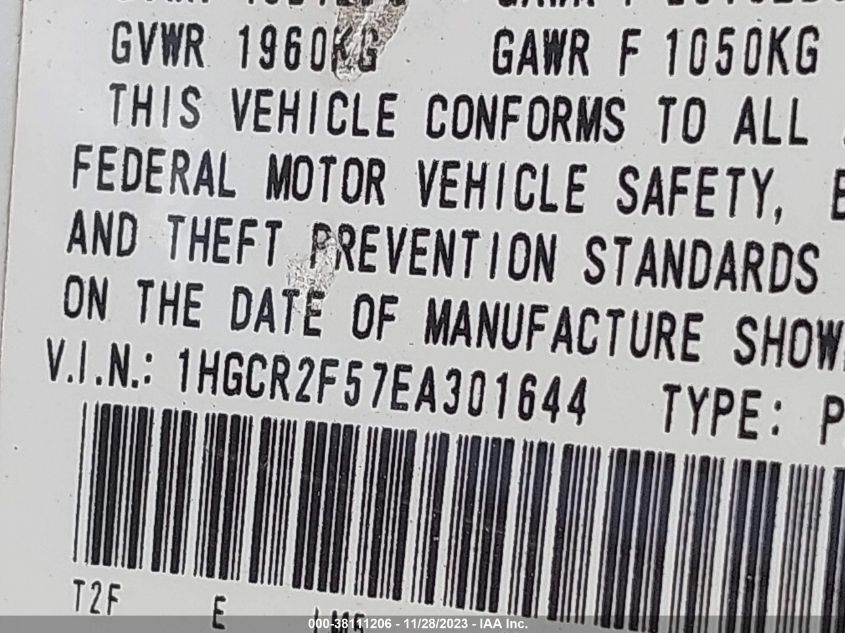 GVWR 1960KG GAWR F 1050KG
THIS VEHICLE CONFORMS TO ALL
FEDERAL MOTOR VEHICLE SAFETY,
AND THEFT PREVENTION STANDARDS
ON THE DATE OF MANUFACTURE SHOW
V.I.N.: 1HGCR2F57EA301644 TYPE: P
T2F E
000-38111206 - 11/28/2023 - IAA Inc.